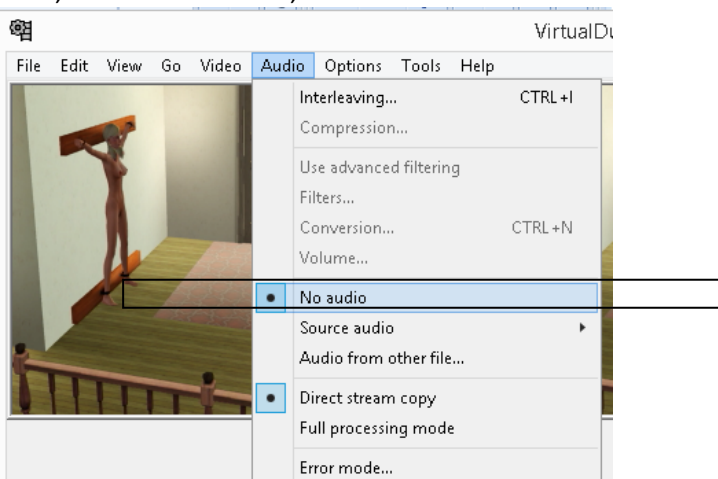 VirtualDu
File Edit View Go Video Audio Options Tools Help
Interleaving... CTRL+I
Compression...
Use advanced filtering
Filters...
Conversion... CTRL+N
Volume...
No audio
Source audio
Audio from other file...
Direct stream copy
Full processing mode
Error mode...